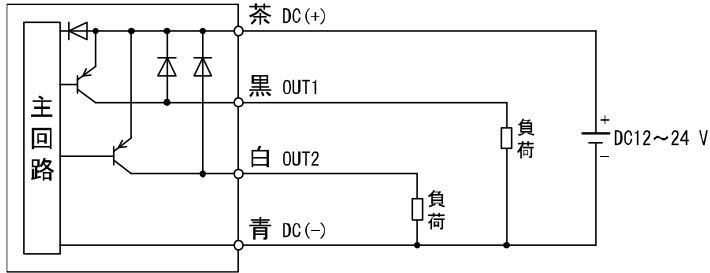 茶 DC(+)
主回路
黒 OUT1
負荷
+
DC12～24 V
−
白 OUT2
負荷
青 DC(−)